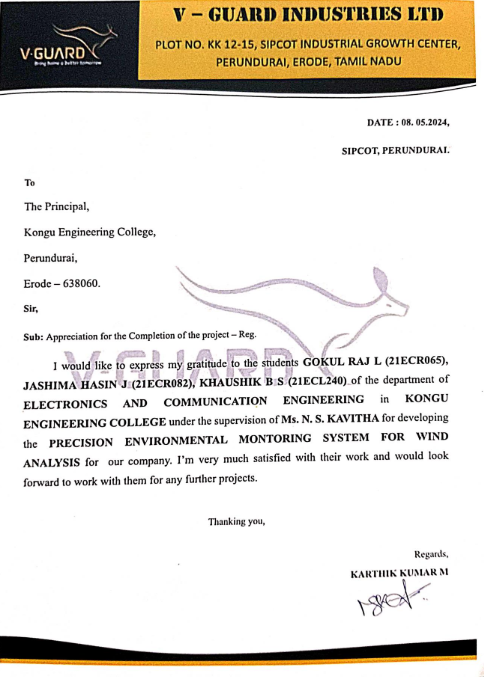 V – GUARD INDUSTRIES LTD
PLOT NO. KK 12-15, SIPCOT INDUSTRIAL GROWTH CENTER,
PERUNDURAI, ERODE, TAMIL NADU
V-GUARD
Bring home a better tomorrow
DATE : 08. 05.2024,
SIPCOT, PERUNDURAI.
To
The Principal,
Kongu Engineering College,
Perundurai,
Erode – 638060.
Sir,
Sub: Appreciation for the Completion of the project – Reg.
V-GUARD
I would like to express my gratitude to the students GOKUL RAJ L (21ECR065),
JASHIMA HASIN J (21ECR082), KHAUSHIK B S (21ECL240) of the department of
ELECTRONICS AND COMMUNICATION ENGINEERING in KONGU
ENGINEERING COLLEGE under the supervision of Ms. N. S. KAVITHA for developing
the PRECISION ENVIRONMENTAL MONTORING SYSTEM FOR WIND
ANALYSIS for our company. I'm very much satisfied with their work and would look
forward to work with them for any further projects.
Thanking you,
Regards,
KARTHIK KUMAR M